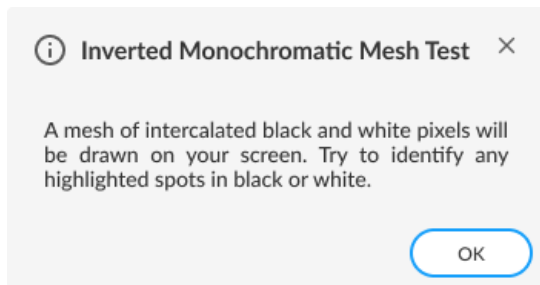 Inverted Monochromatic Mesh Test
A mesh of intercalated black and white pixels will
be drawn on your screen. Try to identify any
highlighted spots in black or white.
OK